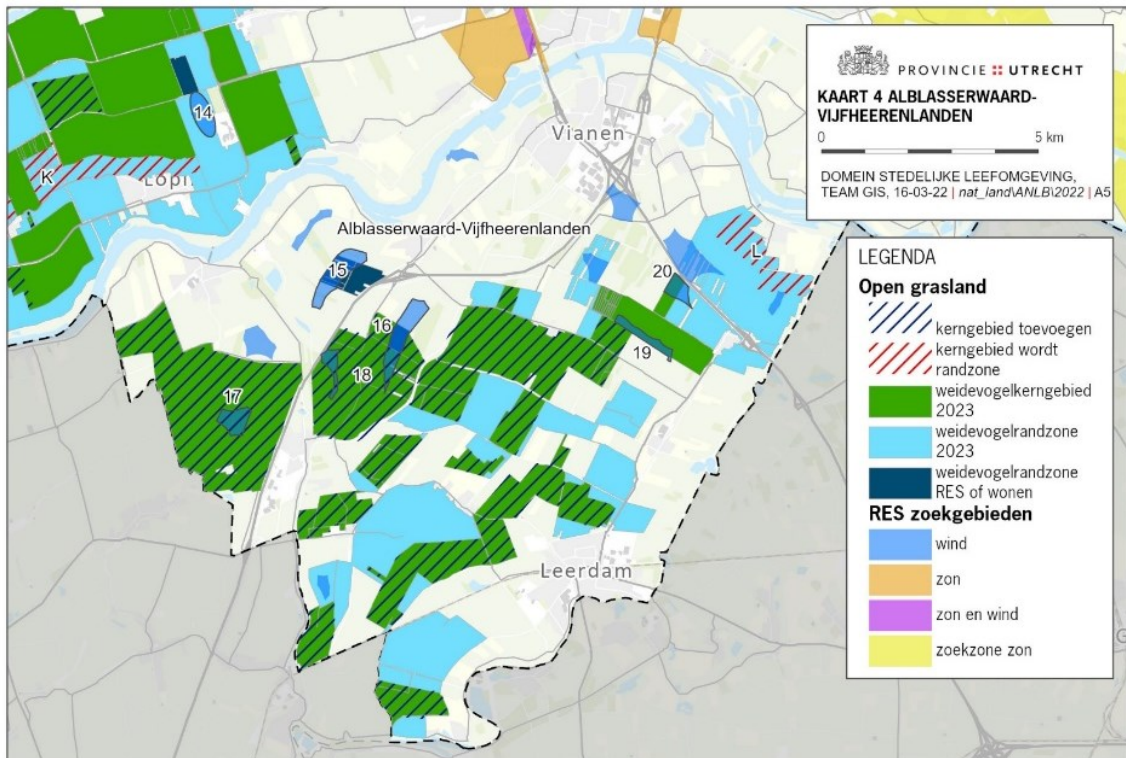 PROVINCIE UTRECHT
KAART 4 ALBLASSERWAARD-
VIJFHEERENLANDEN
0 5 km
DOMEIN STEDELIJKE LEEFOMGEVING,
TEAM GIS, 16-03-22 | nat_land\ANLB\2022 | A5
14
Vianen
K
Lopi
Alblasserwaard-Vijfheerenlanden
L
15
20
16
19
18
17
Leerdam
LEGENDA
Open grasland
kerngebied toevoegen
kerngebied wordt
randzone
weidevogelkerngebied
2023
weidevogelrandzone
2023
weidevogelrandzone
RES of wonen
RES zoekgebieden
wind
zon
zon en wind
zoekzone zon